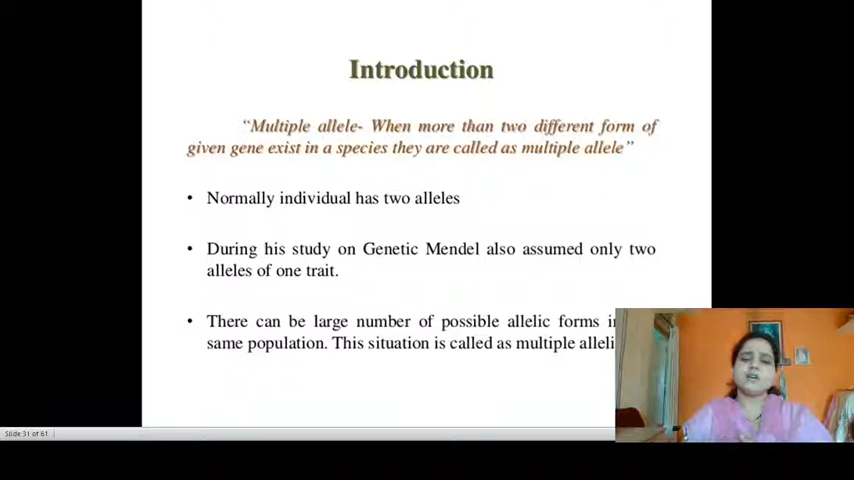 Introduction
“Multiple allele- When more than two different form of
given gene exist in a species they are called as multiple allele”
• Normally individual has two alleles
• During his study on Genetic Mendel also assumed only two
alleles of one trait.
• There can be large number of possible allelic forms
same population. This situation is called as multiple
Slide 31 of 61